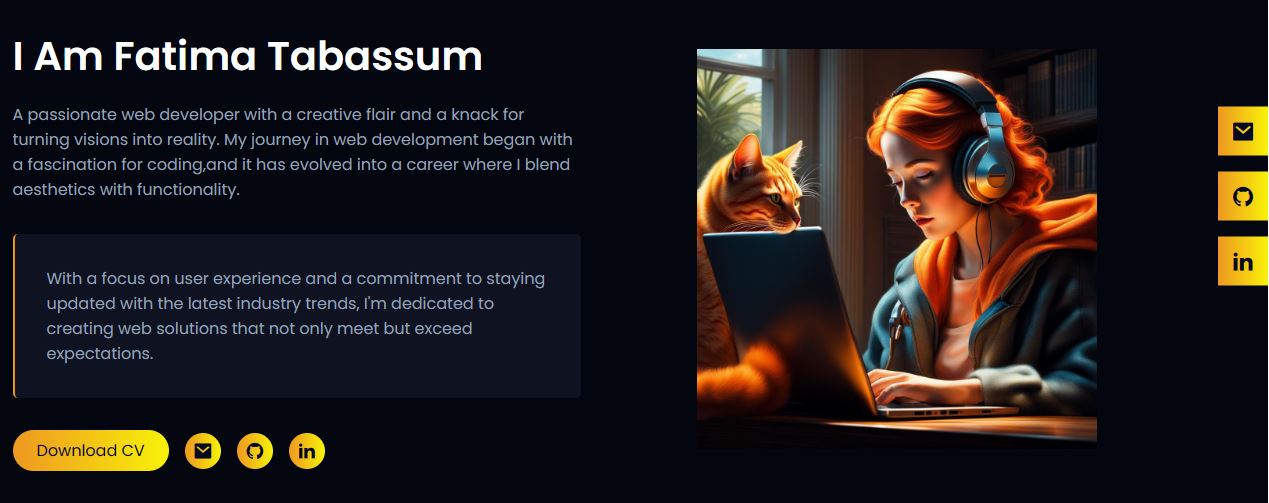 I Am Fatima Tabassum
A passionate web developer with a creative flair and a knack for
turning visions into reality. My journey in web development began with
a fascination for coding,and it has evolved into a career where I blend
aesthetics with functionality.
With a focus on user experience and a commitment to staying
updated with the latest industry trends, I'm dedicated to
creating web solutions that not only meet but exceed
expectations.
Download CV
in
in